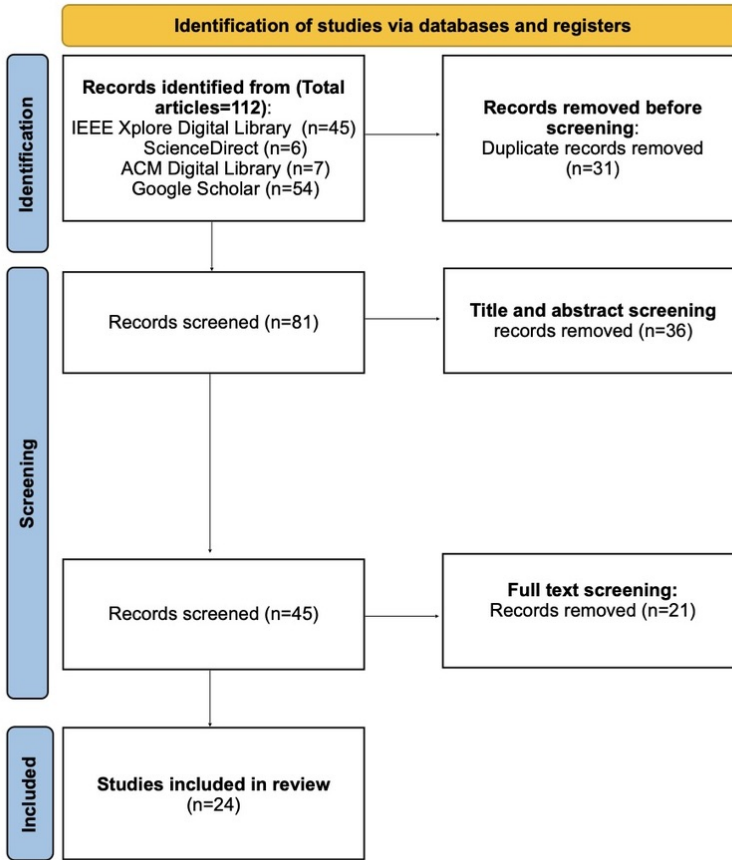 Identification of studies via databases and registers
Identification
Records identified from (Total
articles=112):
IEEE Xplore Digital Library (n=45)
ScienceDirect (n=6)
ACM Digital Library (n=7)
Google Scholar (n=54)
Records removed before
screening:
Duplicate records removed
(n=31)
Screening
Records screened (n=81)
Title and abstract screening
records removed (n=36)
Records screened (n=45)
Full text screening:
Records removed (n=21)
Included
Studies included in review
(n=24)